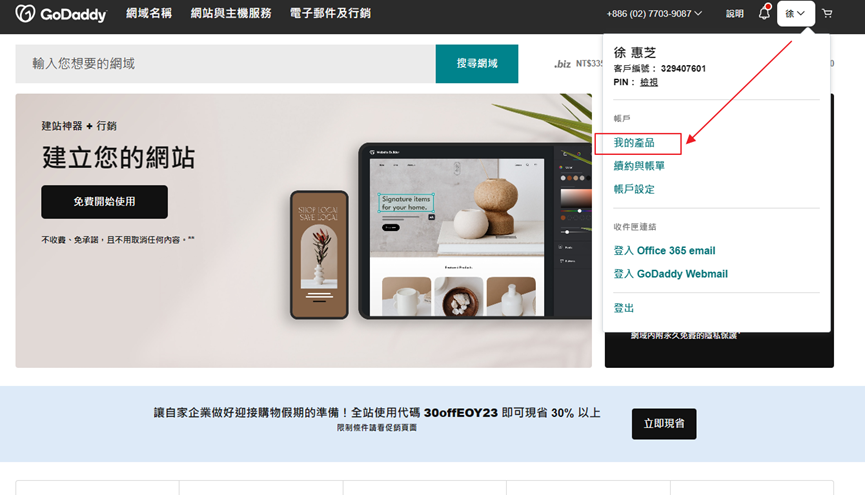 GoDaddy 網域名稱 網站與主機服務 電子郵件及行銷 +886 (02) 7703-9087 說明 徐
輸入您想要的網域 搜尋網域 .biz NT$335
徐 惠芝
客戶編號： 329407601
PIN： 檢視
帳戶
我的產品
續約與帳單
帳戶設定
收件匣連結
登入 Office 365 email
登入 GoDaddy Webmail
登出
建站神器 + 行銷
建立您的網站
免費開始使用
不收費、免承諾，且不用取消任何內容。**
SHOP LOCAL
SAVE LOCAL
Signature items
for your home.
網域內附永久免費的隱私保護*
讓自家企業做好迎接購物假期的準備！全站使用代碼 30offEOY23 即可現省 30% 以上
限制條件請看促銷頁面
立即現省